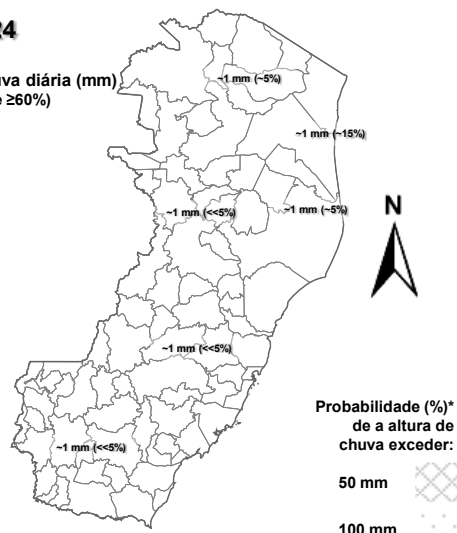 24
uva diária (mm)
e ≥60%)
~1 mm (~5%)
~1 mm (~15%)
~1 mm (<<5%)
~1 mm (~5%)
N
~1 mm (<<5%)
Probabilidade (%)*
de a altura de
chuva exceder:
~1 mm (<<5%)
50 mm
100 mm